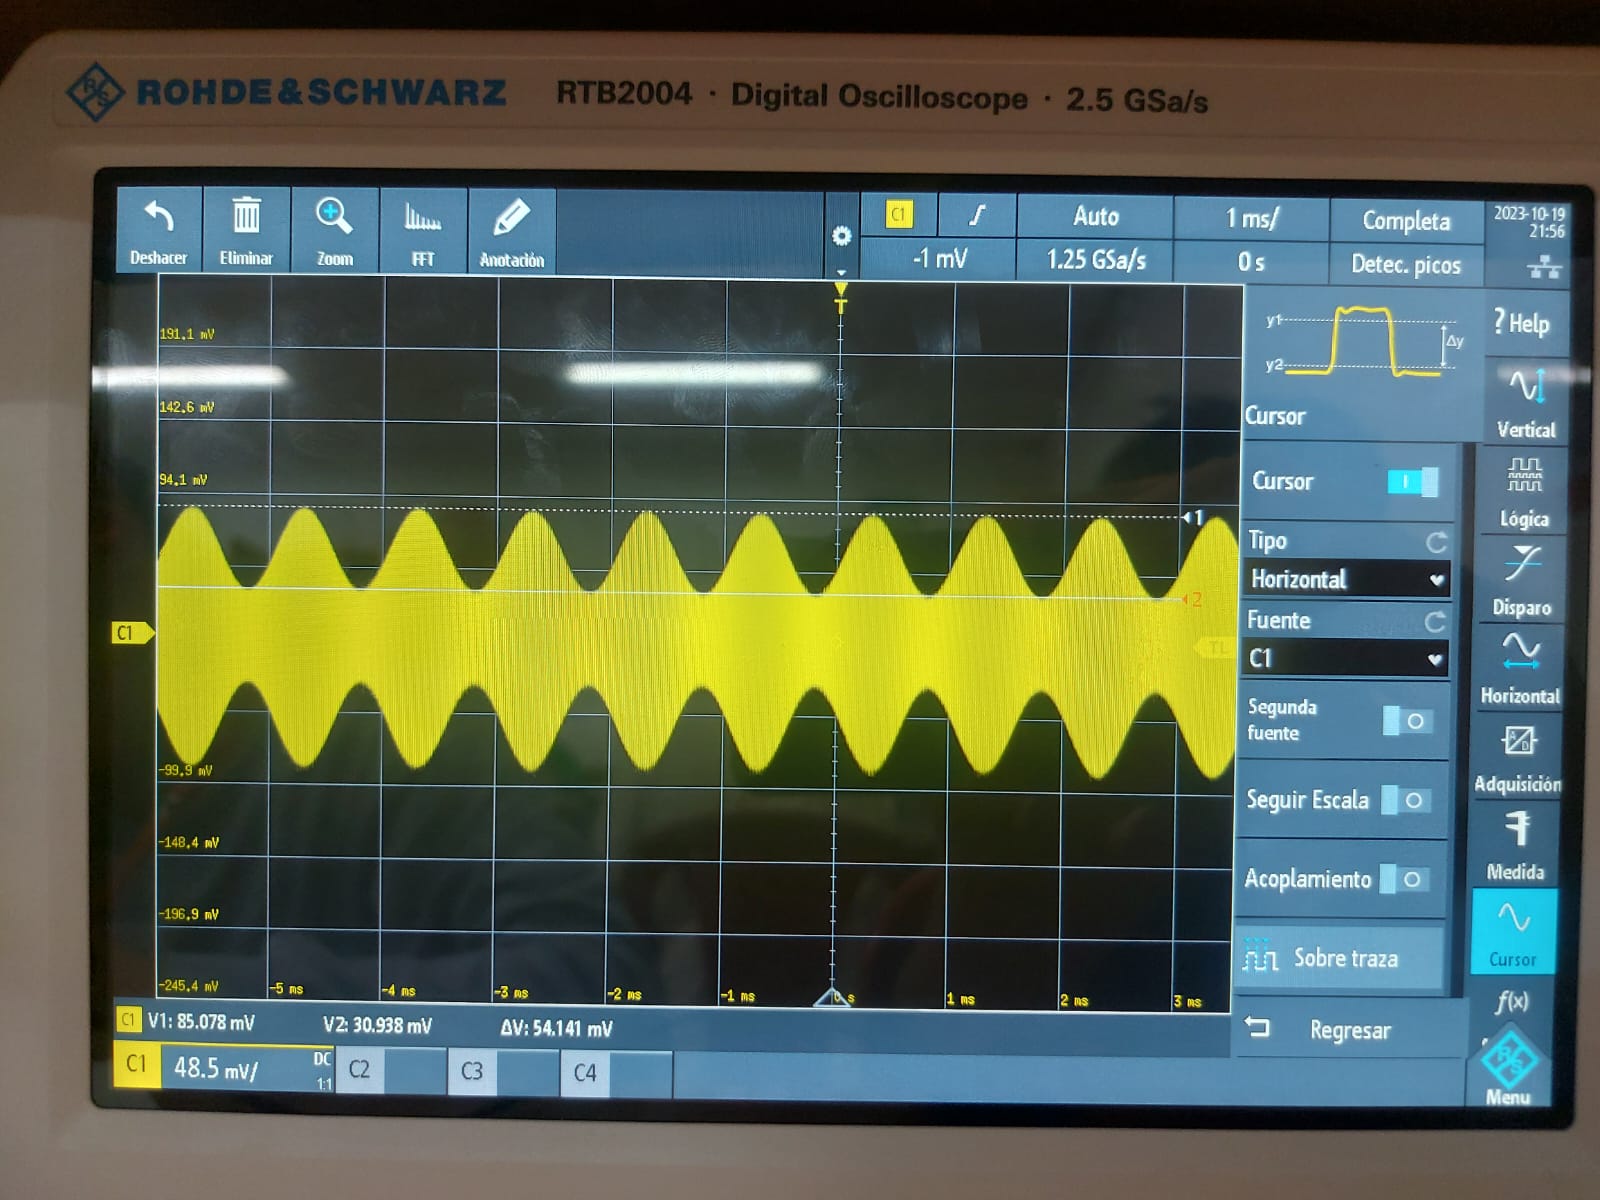 ROHDE&SCHWARZ RTB2004 · Digital Oscilloscope · 2.5 GSa/s
Deshacer Eliminar Zoom FFT Anotación
C1 Auto 1 ms/ Completa
-1 mV 1.25 GSa/s 0 s Detec. picos
2023-10-19
21:56
T
191.1 mV
142.6 mV
94.1 mV
-99.9 mV
-148.4 mV
-196.9 mV
-245.4 mV
-5 ms -4 ms -3 ms -2 ms -1 ms 0 s 1 ms 2 ms 3 ms
C1
1
2
TL
y1
y2
Δy
Cursor
Cursor
Tipo
Horizontal
Fuente
C1
Segunda
fuente
Seguir Escala
Acoplamiento
Sobre traza
Regresar
? Help
Vertical
Lógica
Disparo
Horizontal
A/D
Adquisición
Medida
Cursor
f(x)
Menu
C1 V1: 85.078 mV V2: 30.938 mV ΔV: 54.141 mV
C1 48.5 mV/ DC
1:1
C2 C3 C4